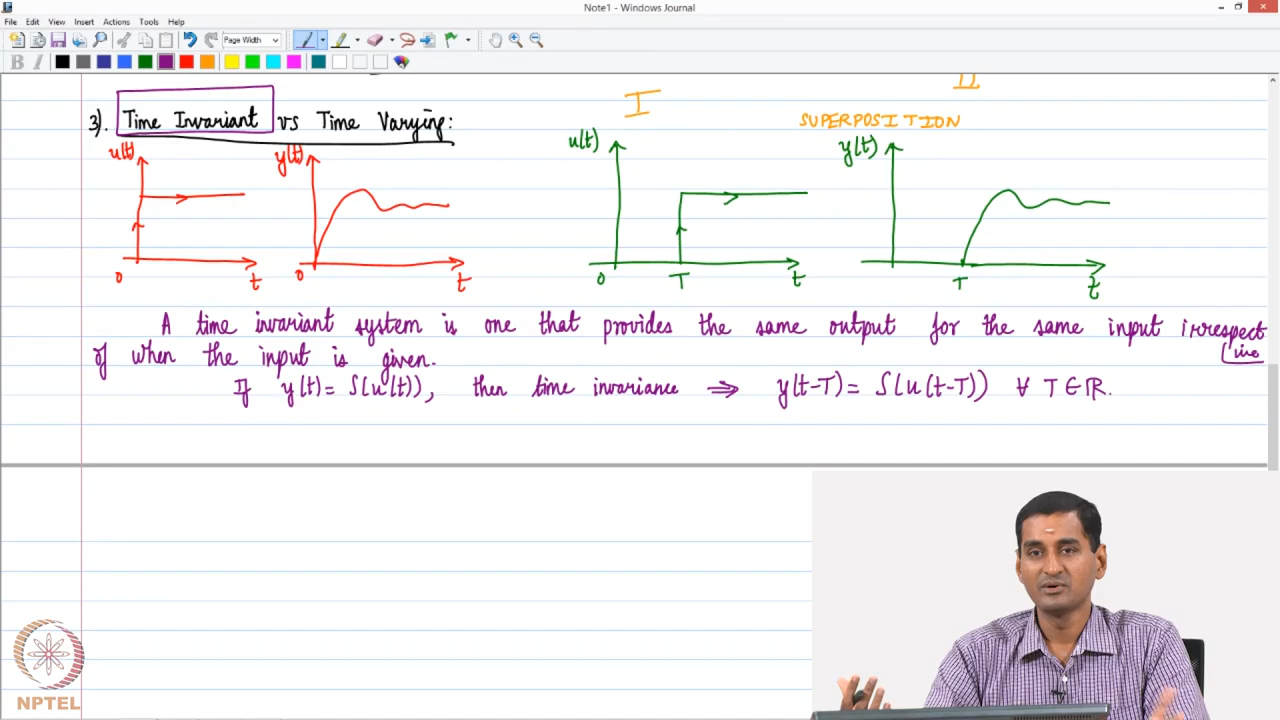 Note1 - Windows Journal
File Edit View Insert Actions Tools Help
Page Width
B I
I II
3). Time Invariant vs Time Varying:
SUPERPOSITION
u(t) y(t) u(t) y(t)
0 t 0 t 0 T t T t
A time invariant system is one that provides the same output for the same input irrespect
ive
of when the input is given.
If y(t) = S(u(t)), then time invariance ⇒ y(t-T) = S(u(t-T)) ∀ T ∈ ℝ.
NPTEL